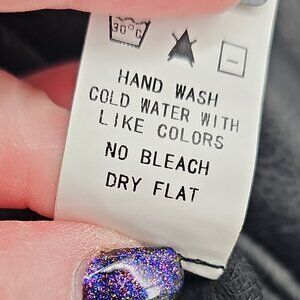 30°C
HAND WASH
COLD WATER WITH
LIKE COLORS
NO BLEACH
DRY FLAT